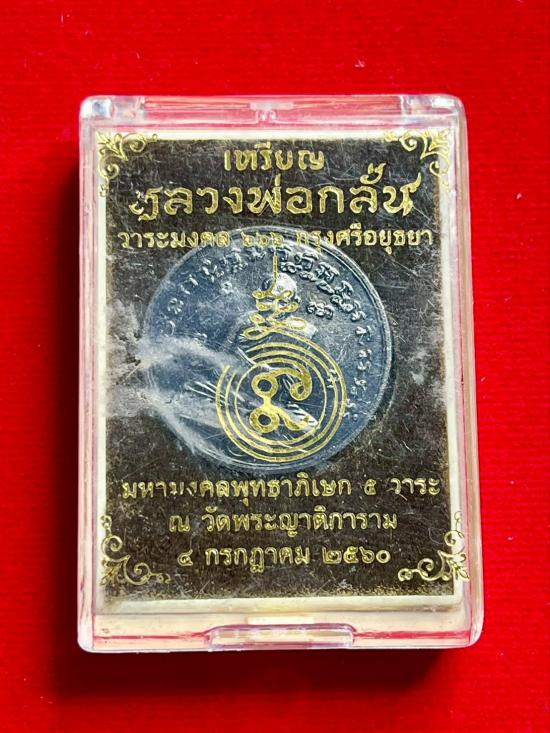 เหรียญ
หลวงพ่อกลั่น
วาระมงคล ๖๖๖ กรุงศรีอยุธยา
มหามงคลพุทธาภิเษก ๕ วาระ
ณ วัดพระญาติการาม
๔ กรกฎาคม ๒๕๖๐